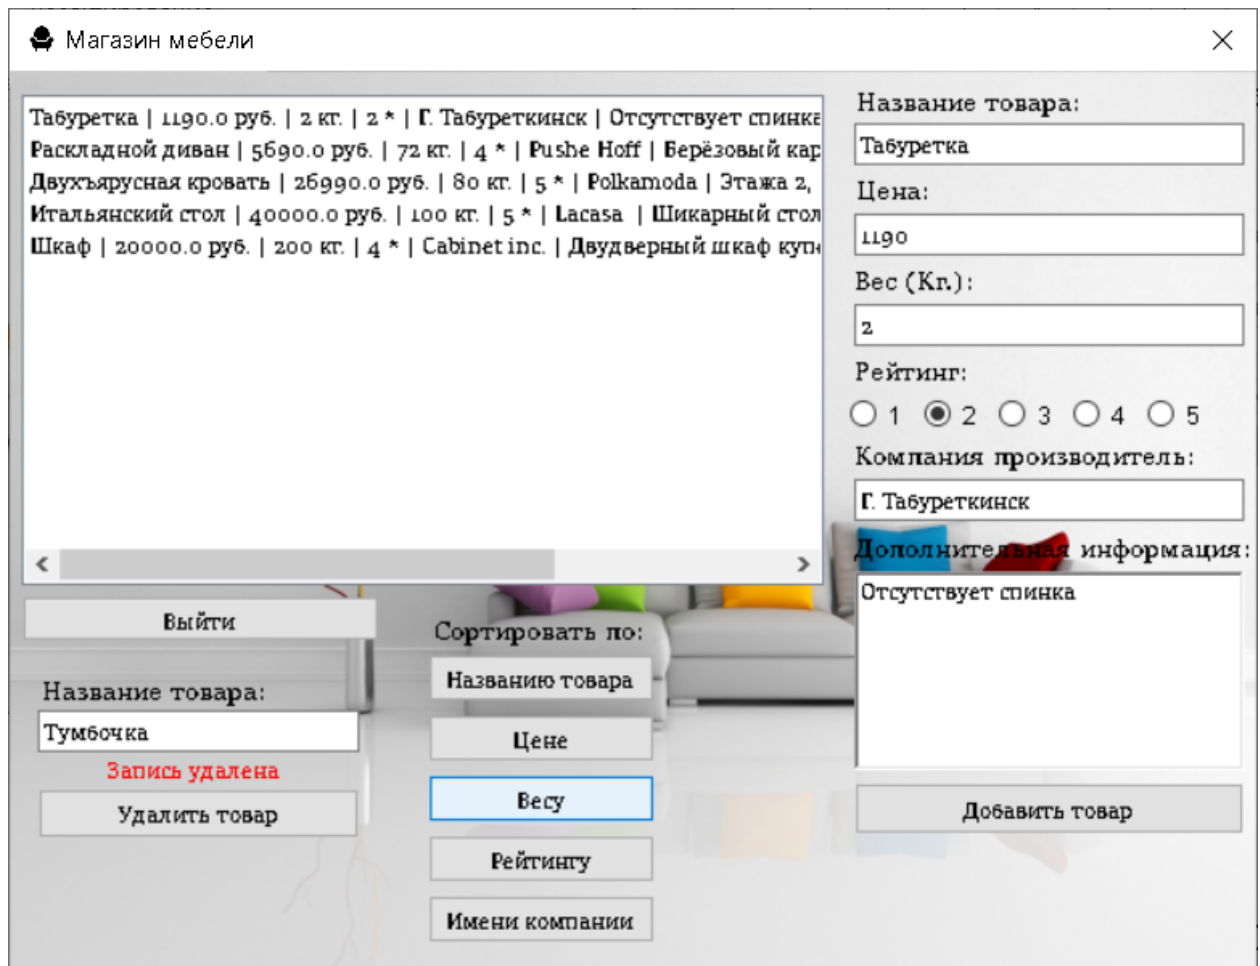 Магазин мебели
Табуретка | 1190.0 руб. | 2 кг. | 2 * | Г. Табуреткинск | Отсутствует спинка
Раскладной диван | 5690.0 руб. | 72 кг. | 4 * | Pushe Hoff | Берёзовый кар
Двухъярусная кровать | 26990.0 руб. | 80 кг. | 5 * | Polkamoda | Этажа 2,
Итальянский стол | 40000.0 руб. | 100 кг. | 5 * | Lacasa | Шикарный стол
Шкаф | 20000.0 руб. | 200 кг. | 4 * | Cabinet inc. | Двудверный шкаф купе
Выйти
Название товара:
Тумбочка
Запись удалена
Удалить товар
Сортировать по:
Названию товара
Цене
Весу
Рейтингу
Имени компании
Название товара:
Табуретка
Цена:
1190
Вес (Кг.):
2
Рейтинг:
1 2 3 4 5
Компания производитель:
Г. Табуреткинск
Дополнительная информация:
Отсутствует спинка
Добавить товар